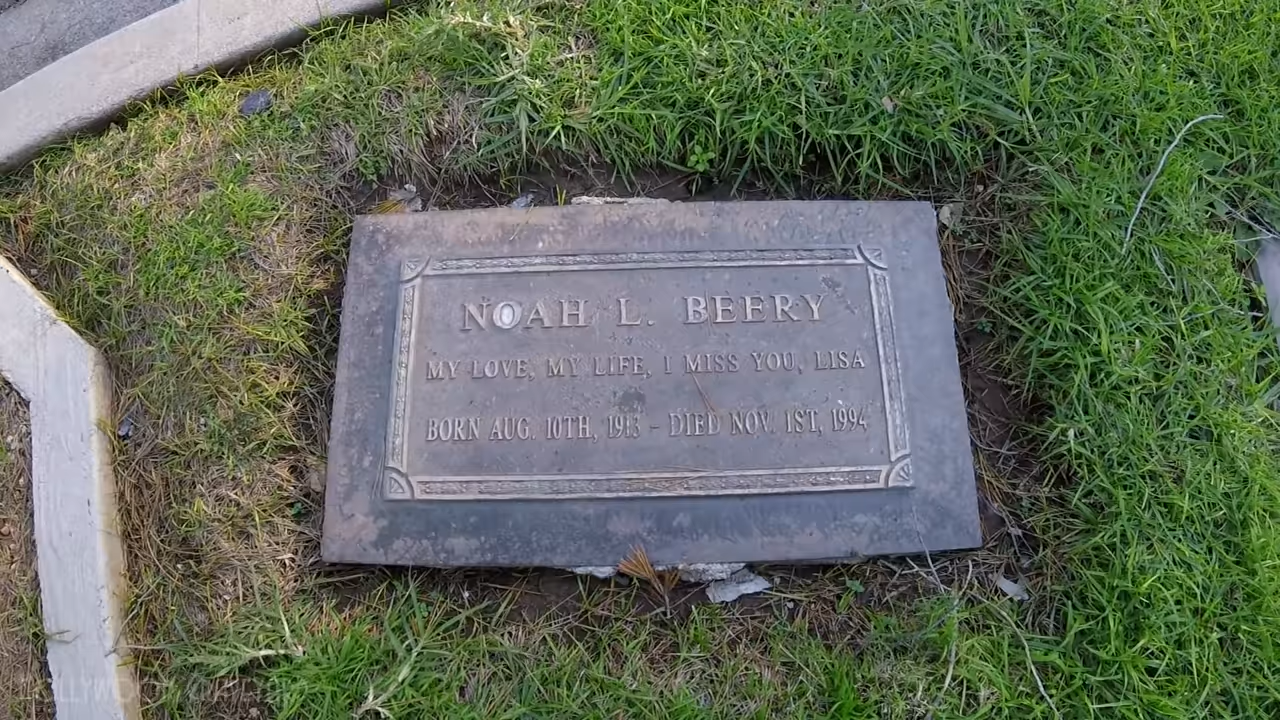 NOAH L. BEERY
MY LOVE, MY LIFE, I MISS YOU, LISA
BORN AUG. 10TH, 1913 – DIED NOV. 1ST, 1994